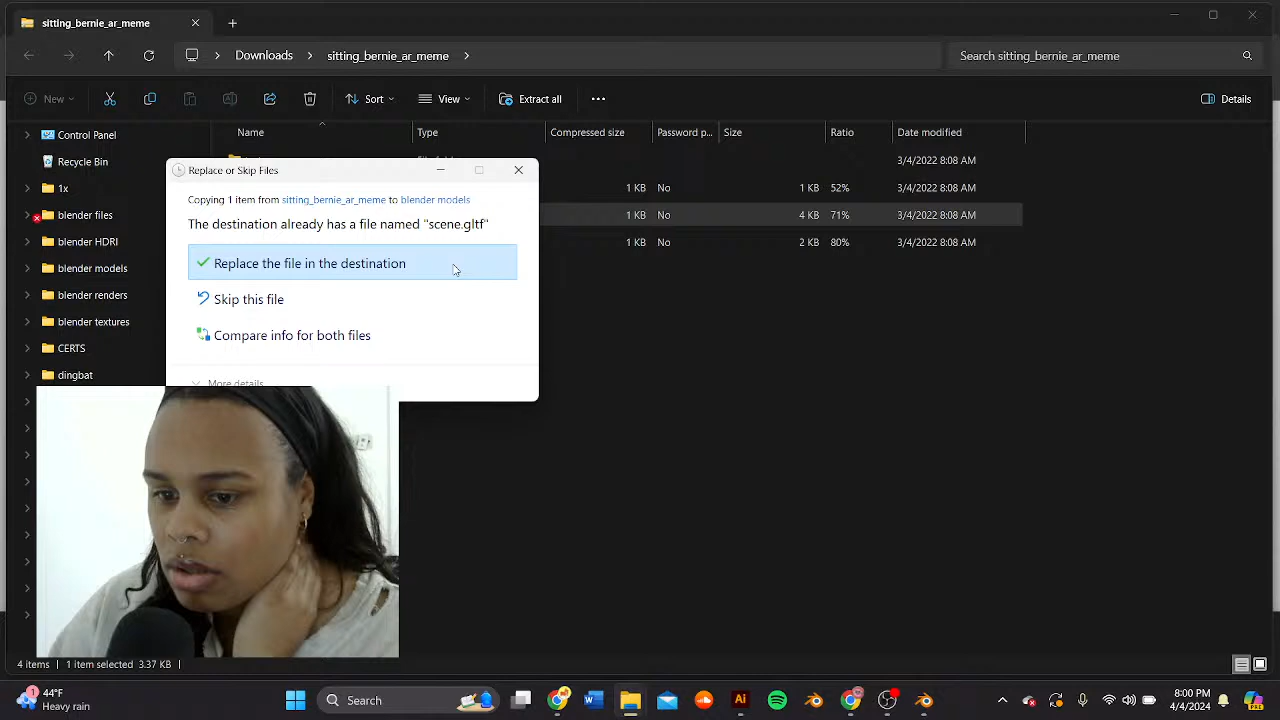 sitting_bernie_ar_meme
Downloads
sitting_bernie_ar_meme
Search sitting_bernie_ar_meme
New
Sort
View
Extract all
Details
Name
Type
Compressed size
Password p...
Size
Ratio
Date modified
Control Panel
Recycle Bin
1x
blender files
blender HDRI
blender models
blender renders
blender textures
CERTS
dingbat
3/4/2022 8:08 AM
1 KB No 1 KB 52% 3/4/2022 8:08 AM
1 KB No 4 KB 71% 3/4/2022 8:08 AM
1 KB No 2 KB 80% 3/4/2022 8:08 AM
Replace or Skip Files
Copying 1 item from sitting_bernie_ar_meme to blender models
The destination already has a file named "scene.gltf"
Replace the file in the destination
Skip this file
Compare info for both files
More details
4 items 1 item selected 3.37 KB
1
44°F
Heavy rain
Search
Ai
8:00 PM
4/4/2024